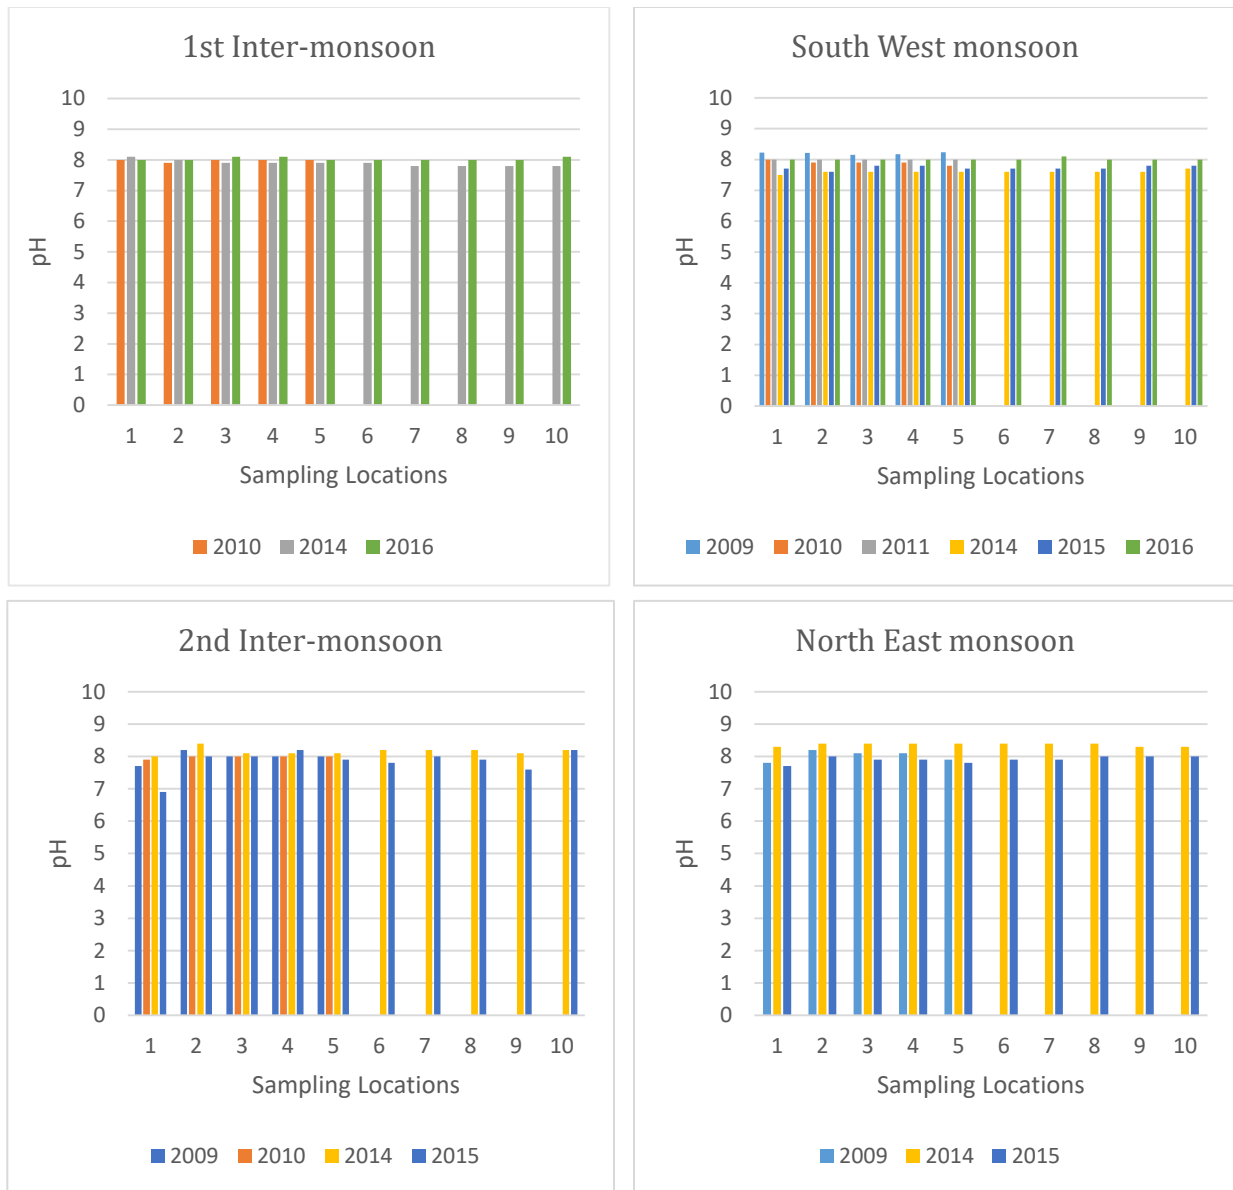 1st Inter-monsoon
10
9
8
7
6
5
4
3
2
1
0
pH
1 2 3 4 5 6 7 8 9 10
Sampling Locations
2010 2014 2016
South West monsoon
10
9
8
7
6
5
4
3
2
1
0
pH
1 2 3 4 5 6 7 8 9 10
Sampling Locations
2009 2010 2011 2014 2015 2016
2nd Inter-monsoon
10
9
8
7
6
5
4
3
2
1
0
pH
1 2 3 4 5 6 7 8 9 10
Sampling Locations
2009 2010 2014 2015
North East monsoon
10
9
8
7
6
5
4
3
2
1
0
pH
1 2 3 4 5 6 7 8 9 10
Sampling Locations
2009 2014 2015